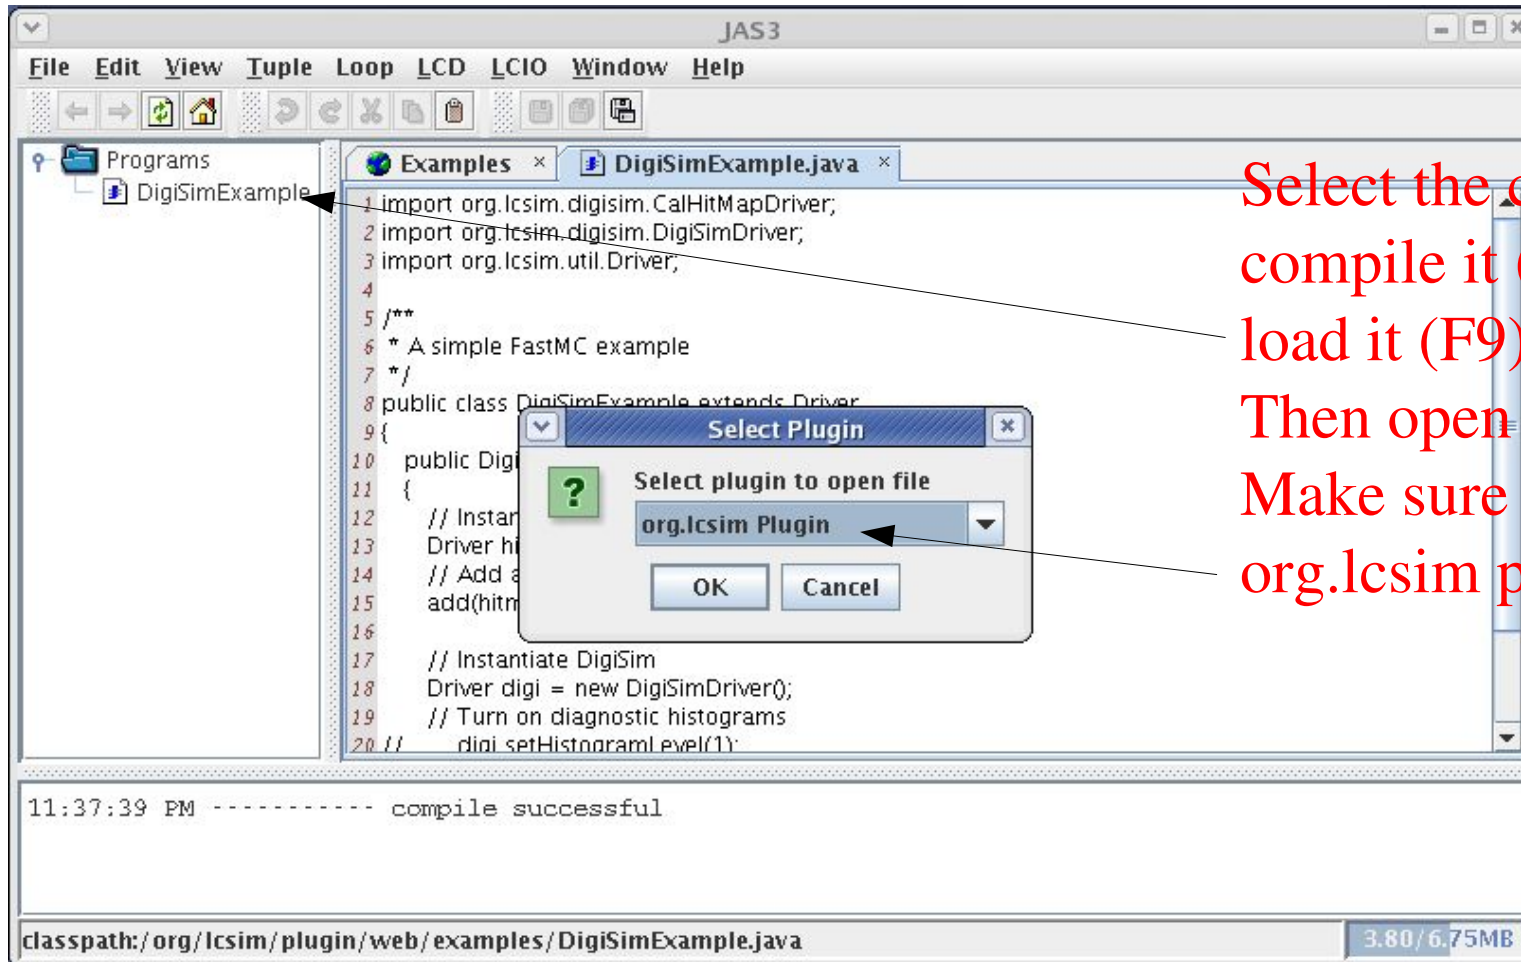 JAS3
File Edit View Tuple Loop LCD LCIO Window Help
Programs
DigiSimExample
Examples
DigiSimExample.java
1 import org.lcsim.digisim.CalHitMapDriver;
2 import org.lcsim.digisim.DigiSimDriver;
3 import org.lcsim.util.Driver;
4
5 /**
6 * A simple FastMC example
7 */
8 public class DigiSimExample extends Driver
9 {
10 public Digi
11 {
12 // Instan
13 Driver hi
14 // Add a
15 add(hitm
16
17 // Instantiate DigiSim
18 Driver digi = new DigiSimDriver();
19 // Turn on diagnostic histograms
20 // digi.setHistogramLevel(1);
Select Plugin
Select plugin to open file
org.lcsim Plugin
OK Cancel
Select the
compile it (
load it (F9)
Then open
Make sure
org.lcsim p
11:37:39 PM ----------- compile successful
classpath:/org/lcsim/plugin/web/examples/DigiSimExample.java
3.80/6.75MB